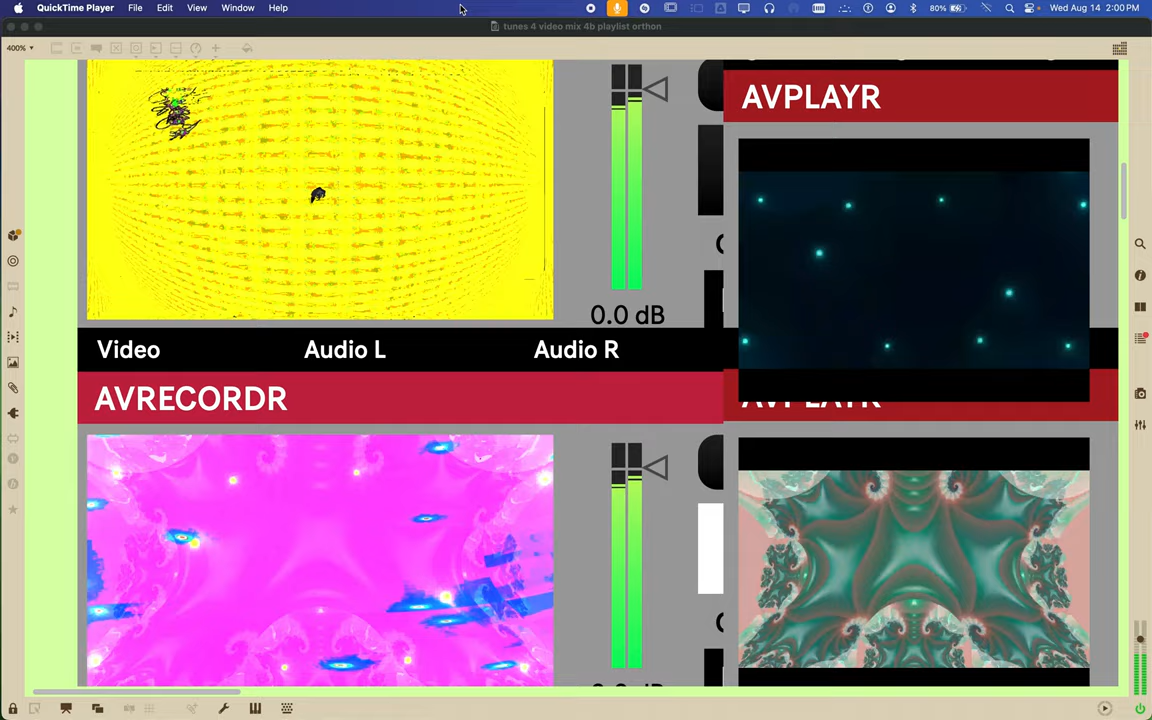 QuickTime Player File Edit View Window Help 80% Wed Aug 14 2:00 PM
tunes 4 video mix 4b playlist orthon
400%
AVPLAYR
0.0 dB
Video Audio L Audio R
AVRECORDR
AVPLAYR